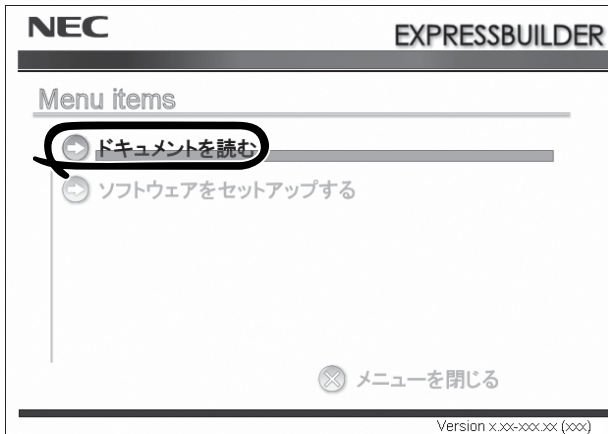 NEC
EXPRESSBUILDER
Menu items
ドキュメントを読む
ソフトウェアをセットアップする
メニューを閉じる
Version x.xx-xxx.xx (xxx)